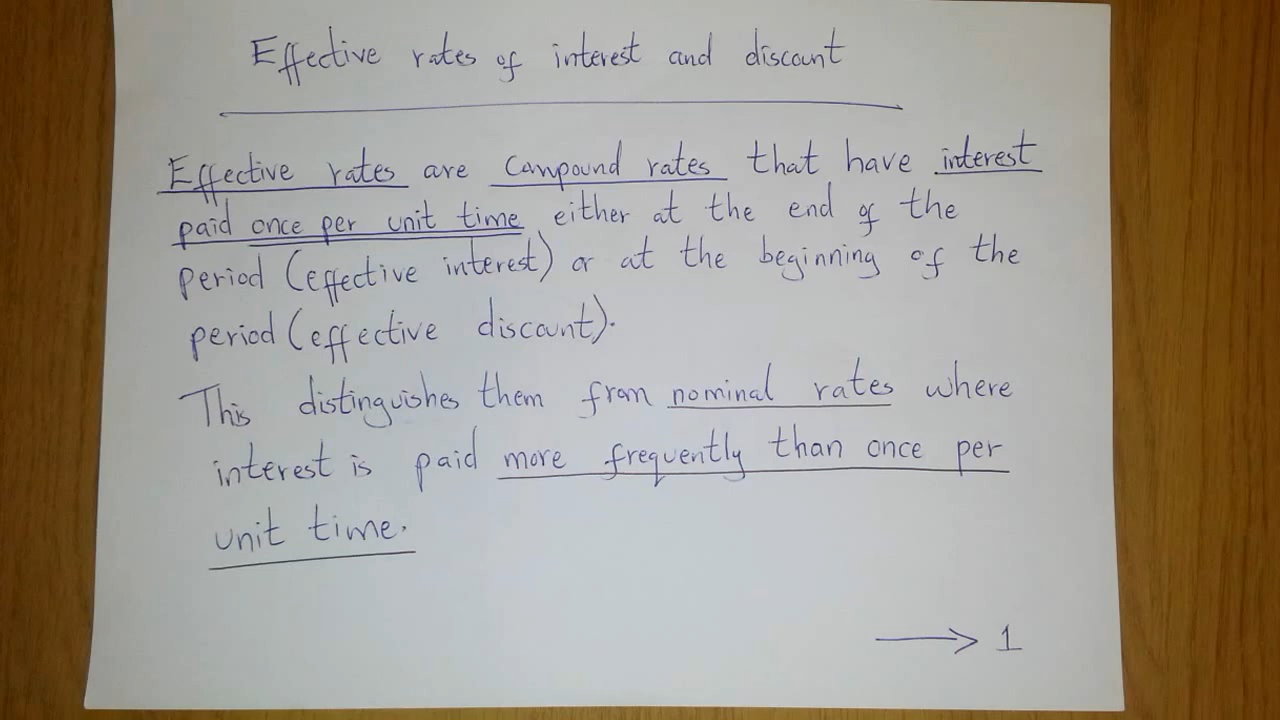 Effective rates of interest and discount
Effective rates are compound rates that have interest
paid once per unit time either at the end of the
period (effective interest) or at the beginning of the
period (effective discount).
This distinguishes them from nominal rates where
interest is paid more frequently than once per
unit time.
→ 1